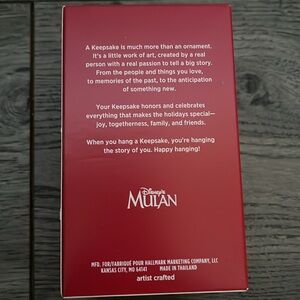 A Keepsake is much more than an ornament.
It's a little work of art, created by a real
person with a real passion to tell a big story.
From the people and things you love,
to memories of the past, to the anticipation
of something new.
Your Keepsake honors and celebrates
everything that makes the holidays special—
joy, togetherness, family, and friends.
When you hang a Keepsake, you're hanging
the story of you. Happy hanging!
Disney's
MULAN
MFD. FOR/FABRIQUÉ POUR HALLMARK MARKETING COMPANY, LLC
KANSAS CITY, MO 64141 MADE IN THAILAND
artist crafted